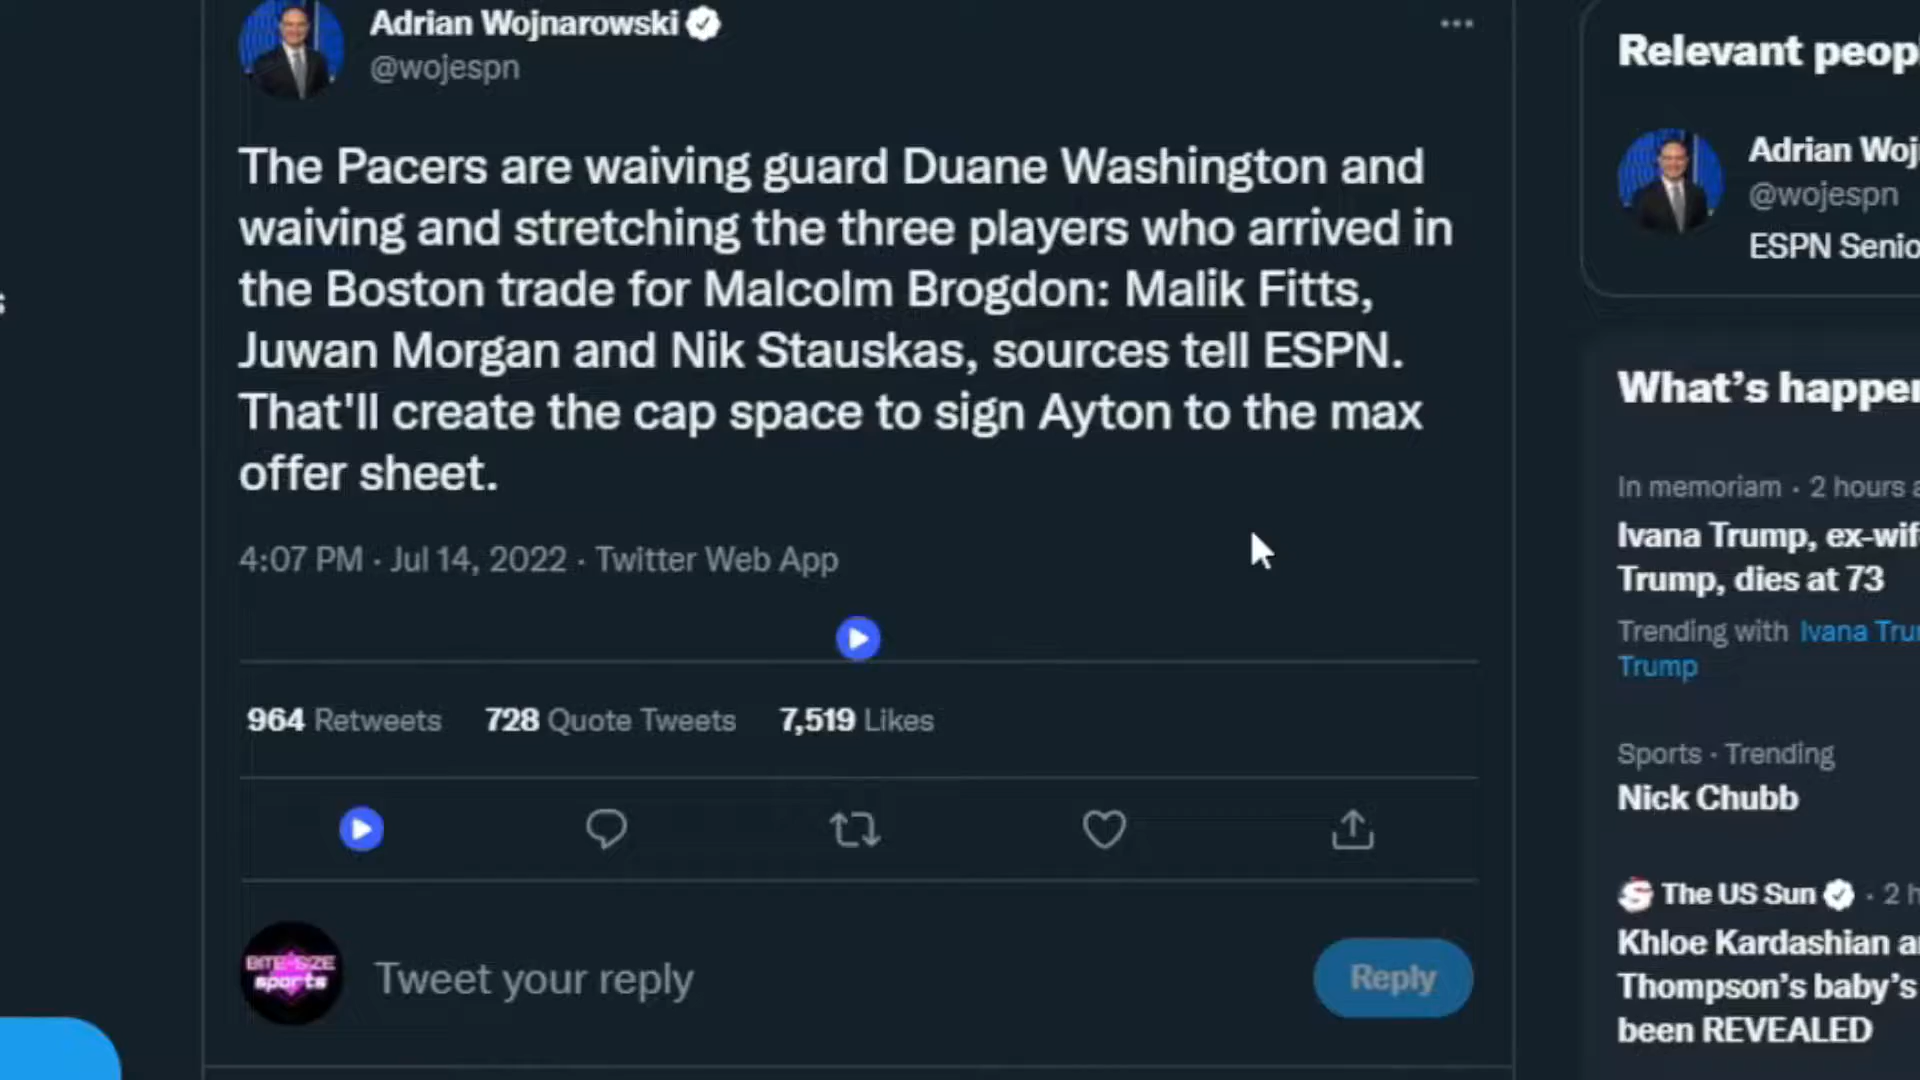 Adrian Wojnarowski
@wojespn
The Pacers are waiving guard Duane Washington and
waiving and stretching the three players who arrived in
the Boston trade for Malcolm Brogdon: Malik Fitts,
Juwan Morgan and Nik Stauskas, sources tell ESPN.
That'll create the cap space to sign Ayton to the max
offer sheet.
4:07 PM · Jul 14, 2022 · Twitter Web App
964 Retweets 728 Quote Tweets 7,519 Likes
BITE-SIZE
sports
Tweet your reply
Reply
Relevant peop
Adrian Woj
@wojespn
ESPN Senio
What's happe
In memoriam · 2 hours a
Ivana Trump, ex-wif
Trump, dies at 73
Trending with Ivana Tru
Trump
Sports · Trending
Nick Chubb
The US Sun · 2 h
Khloe Kardashian a
Thompson's baby's
been REVEALED